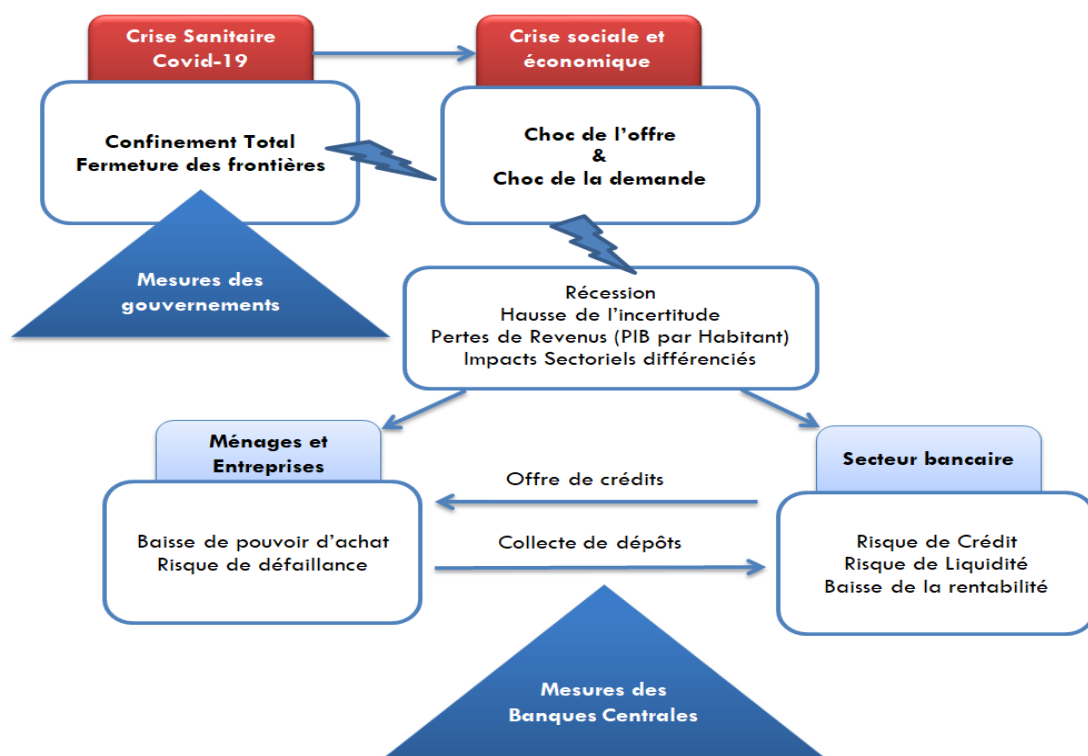 Crise Sanitaire
Covid-19
Crise sociale et
économique
Confinement Total
Fermeture des frontières
Choc de l'offre
&
Choc de la demande
Mesures des
gouvernements
Récession
Hausse de l'incertitude
Pertes de Revenus (PIB par Habitant)
Impacts Sectoriels différenciés
Ménages et
Entreprises
Secteur bancaire
Offre de crédits
Baisse de pouvoir d'achat
Risque de défaillance
Collecte de dépôts
Risque de Crédit
Risque de Liquidité
Baisse de la rentabilité
Mesures des
Banques Centrales